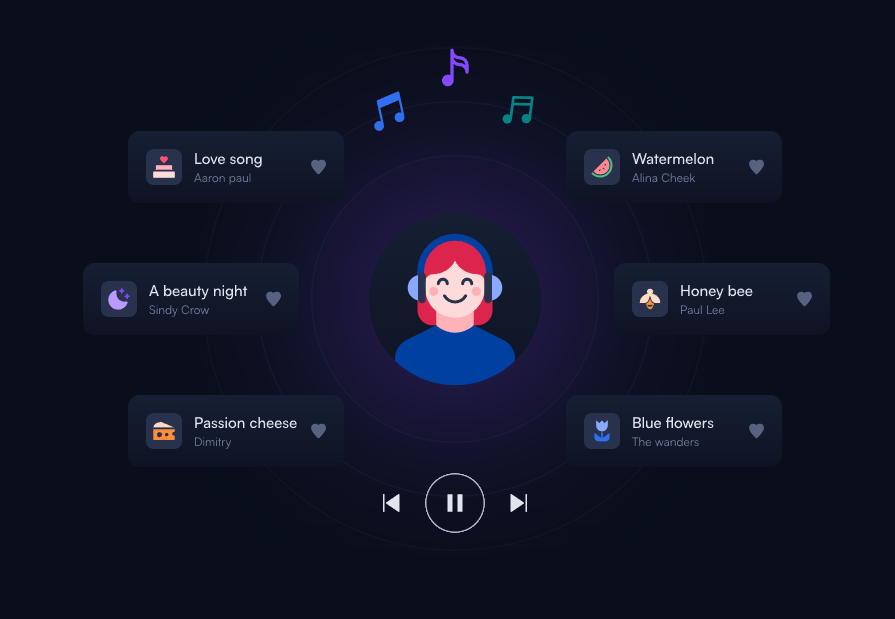 Love song
Aaron paul
Watermelon
Alina Cheek
A beauty night
Sindy Crow
Honey bee
Paul Lee
Passion cheese
Dimitry
Blue flowers
The wanders